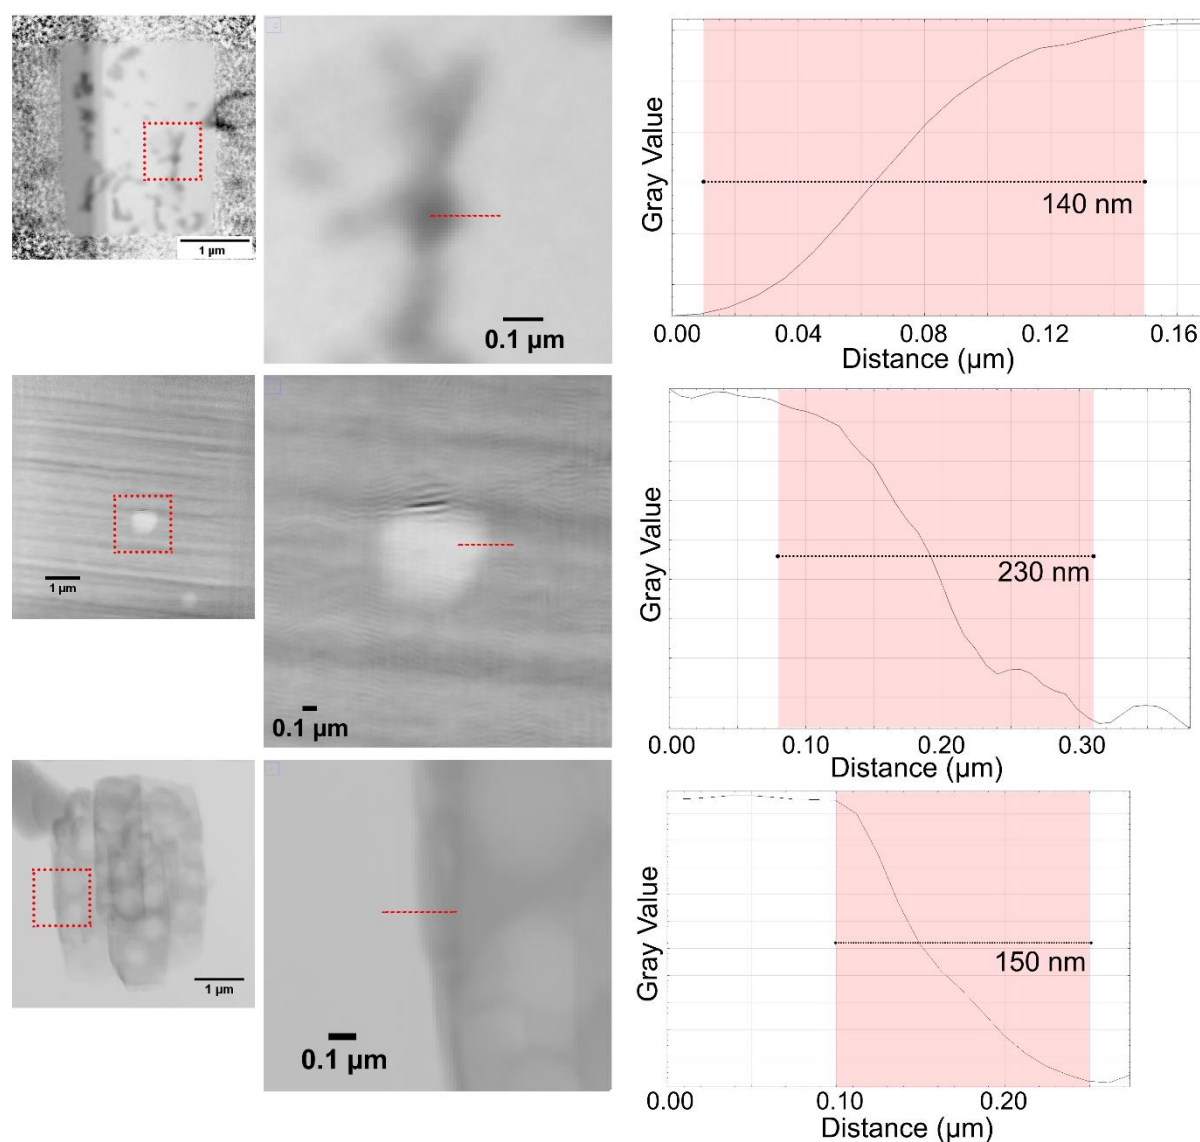 1 µm
0.1 µm
Gray Value
140 nm
0.00 0.04 0.08 0.12 0.16
Distance (µm)
1 µm
0.1 µm
Gray Value
230 nm
0.00 0.10 0.20 0.30
Distance (µm)
1 µm
0.1 µm
Gray Value
150 nm
0.00 0.10 0.20
Distance (µm)